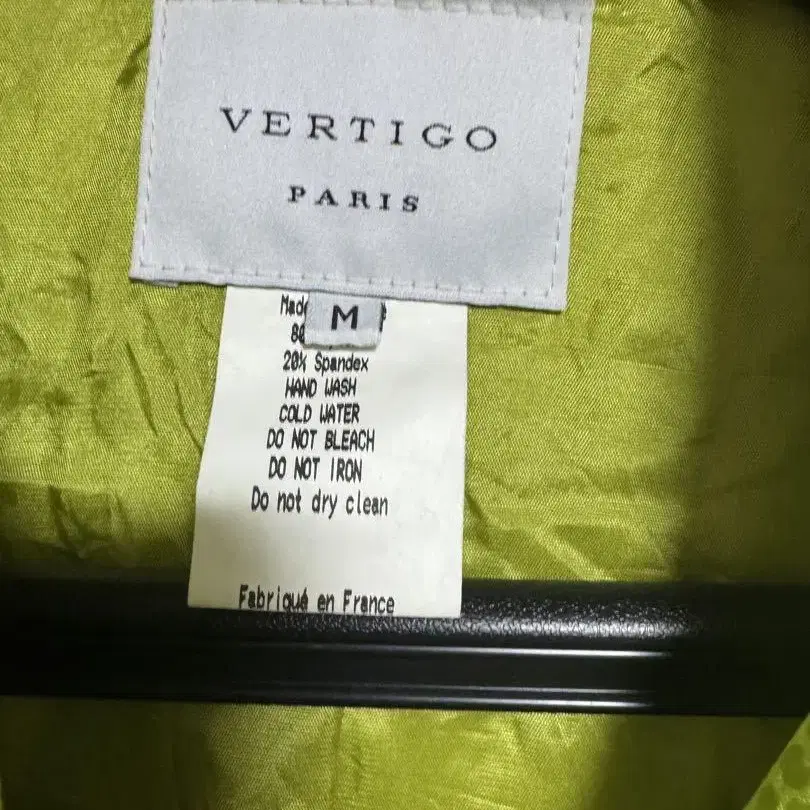 VERTIGO
PARIS
M
20% Spandex
HAND WASH
COLD WATER
DO NOT BLEACH
DO NOT IRON
Do not dry clean
Fabriqué en France